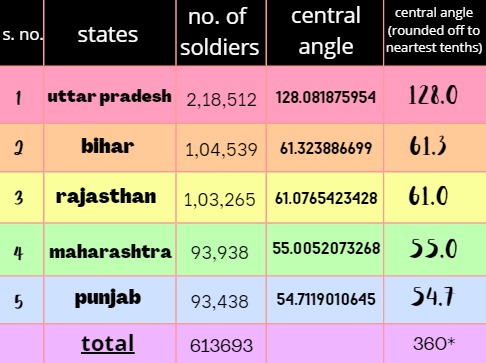 s. no. states no. of soldiers central angle central angle (rounded off to neartest tenths)
1 uttar pradesh 2,18,512 128.081875954 128.0
2 bihar 1,04,539 61.323886699 61.3
3 rajasthan 1,03,265 61.0765423428 61.0
4 maharashtra 93,938 55.0052073268 55.0
5 punjab 93,438 54.7119010645 54.7
total 613693 360*